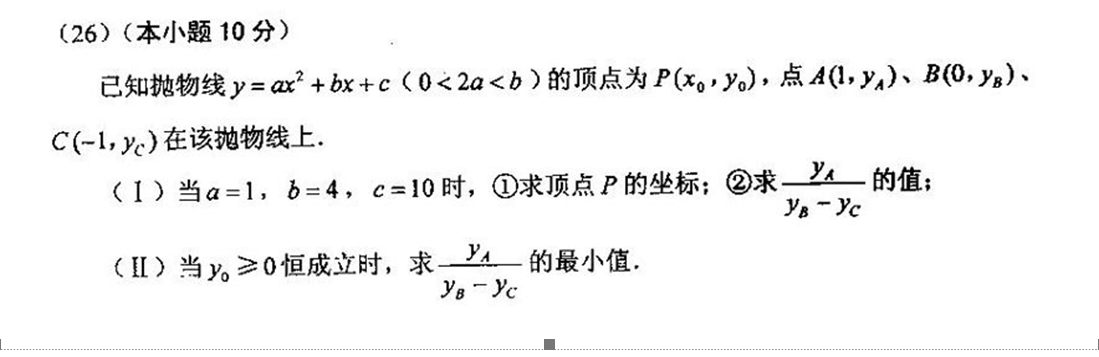 （26）（本小题 10 分）
已知抛物线 y = ax² + bx + c（0 < 2a < b）的顶点为 P(x₀, y₀)，点 A(1, y_A)、B(0, y_B)、
C(-1, y_C) 在该抛物线上.
（Ⅰ）当 a = 1，b = 4，c = 10 时，①求顶点 P 的坐标；②求 y_A / (y_B - y_C) 的值；
（Ⅱ）当 y₀ ⩾ 0 恒成立时，求 y_A / (y_B - y_C) 的最小值.